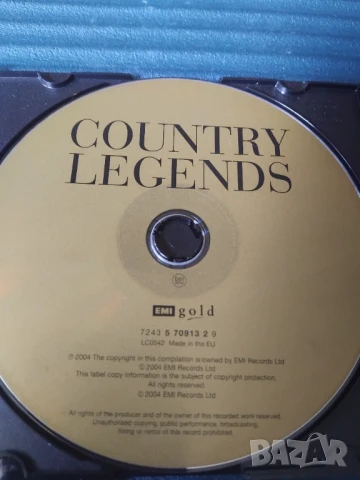 COUNTRY
LEGENDS
EMI gold
7243 5 70913 2 9
LC0542 Made in the EU
℗ 2004 The copyright in this compilation is owned by EMI Records Ltd
© 2004 EMI Records Ltd.
This label copy information is the subject of copyright protection.
All rights reserved.
© 2004 EMI Records Ltd
All rights of the producer and of the owner of this recorded work reserved.
Unauthorised copying, public performance, broadcasting,
hiring or rental of this record prohibited.
BAZAR